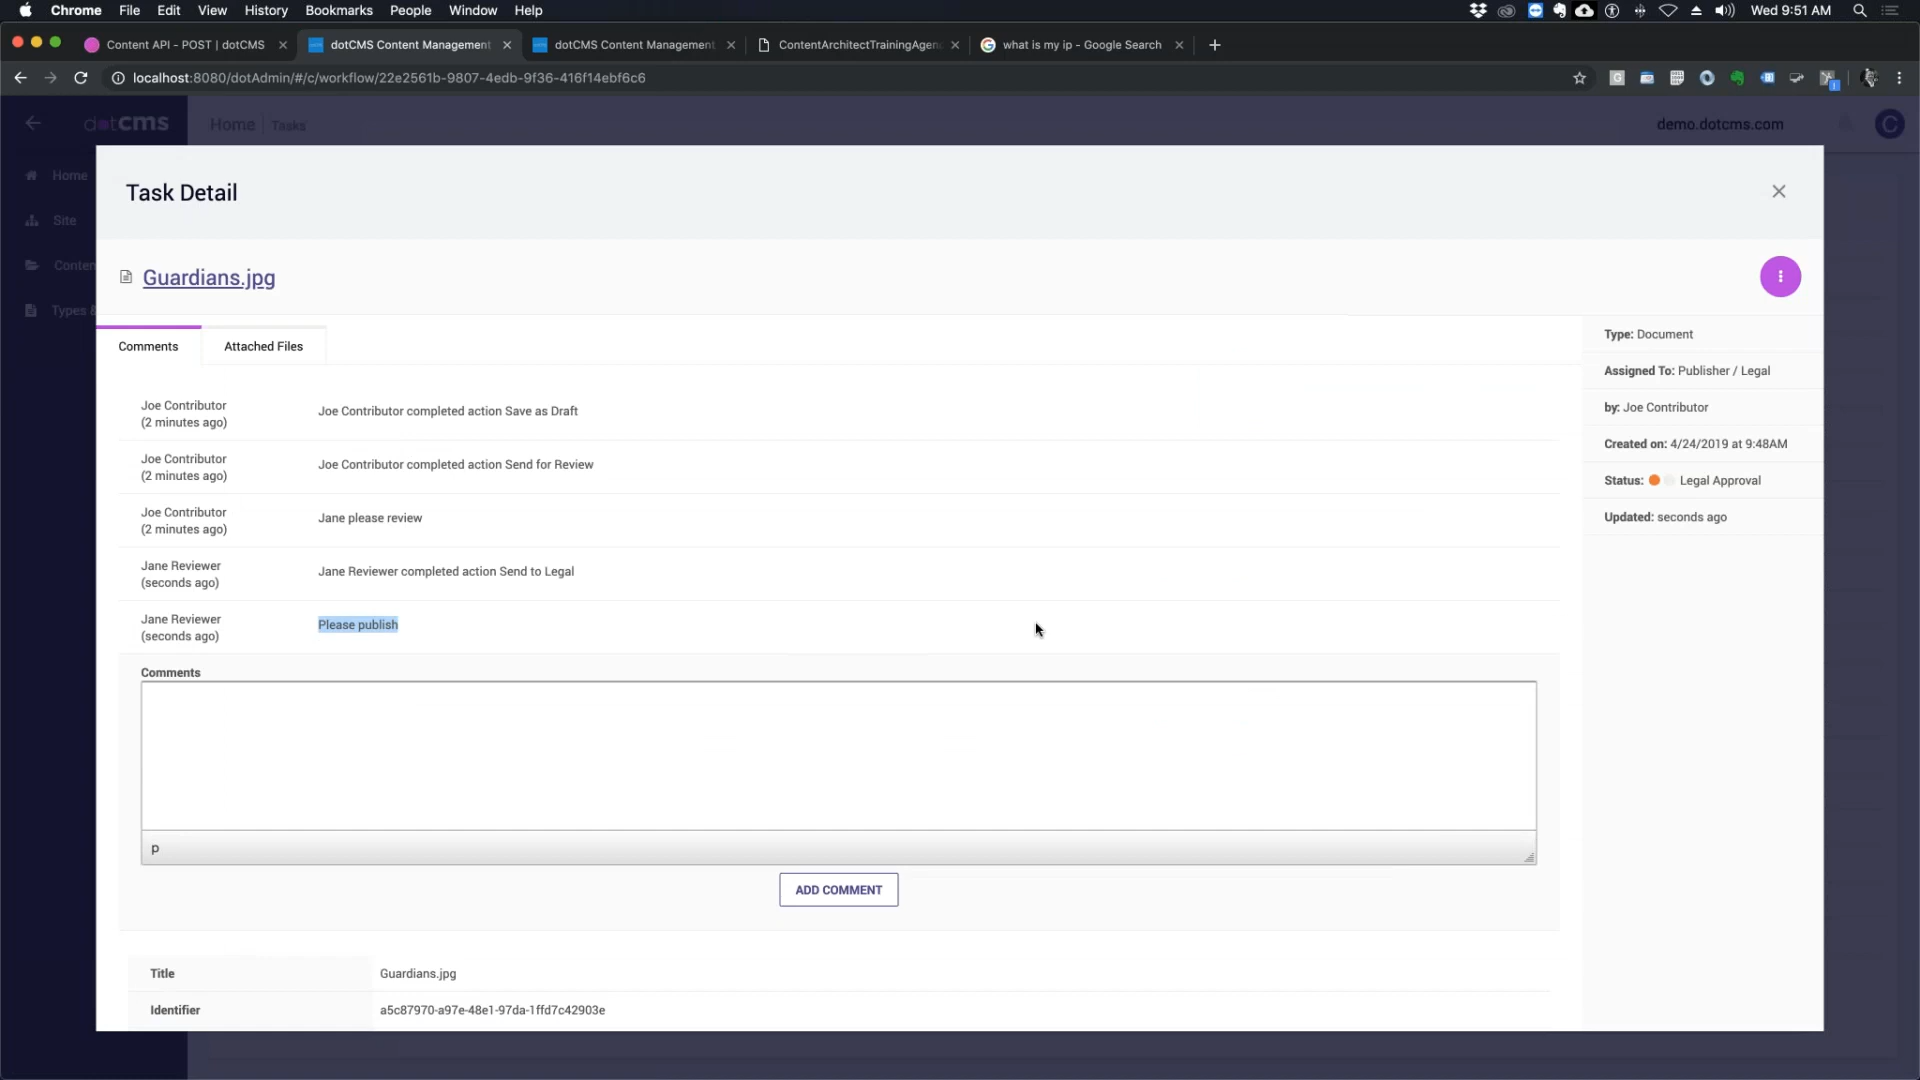 Chrome File Edit View History Bookmarks People Window Help Wed 9:51 AM
Content API - POST | dotCMS dotCMS Content Management dotCMS Content Management ContentArchitectTrainingAgen what is my ip - Google Search
localhost:8080/dotAdmin/#/c/workflow/22e2561b-9807-4edb-9f36-416f14ebf6c6
dotcms Home Tasks demo.dotcms.com C
Home
Site
Conten
Types &
Task Detail
Guardians.jpg
Comments Attached Files
Joe Contributor
(2 minutes ago)
Joe Contributor completed action Save as Draft
Joe Contributor
(2 minutes ago)
Joe Contributor completed action Send for Review
Joe Contributor
(2 minutes ago)
Jane please review
Jane Reviewer
(seconds ago)
Jane Reviewer completed action Send to Legal
Jane Reviewer
(seconds ago)
Please publish
Comments
p
ADD COMMENT
Title Guardians.jpg
Identifier a5c87970-a97e-48e1-97da-1ffd7c42903e
Type: Document
Assigned To: Publisher / Legal
by: Joe Contributor
Created on: 4/24/2019 at 9:48AM
Status: Legal Approval
Updated: seconds ago